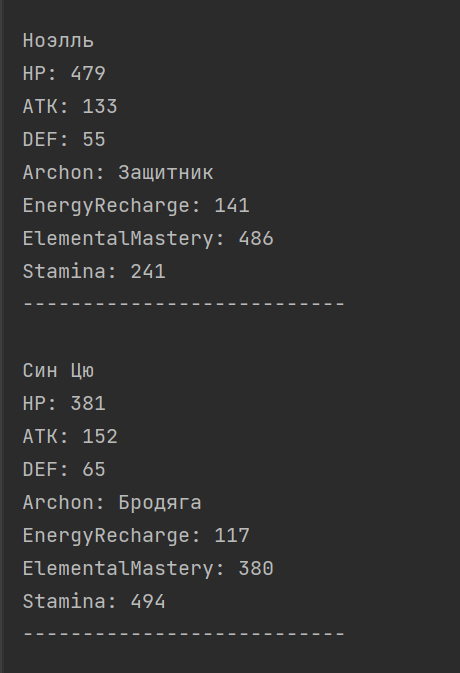 Ноэлль
HP: 479
ATK: 133
DEF: 55
Archon: Защитник
EnergyRecharge: 141
ElementalMastery: 486
Stamina: 241
---------------------------
Син Цю
HP: 381
ATK: 152
DEF: 65
Archon: Бродяга
EnergyRecharge: 117
ElementalMastery: 380
Stamina: 494
---------------------------